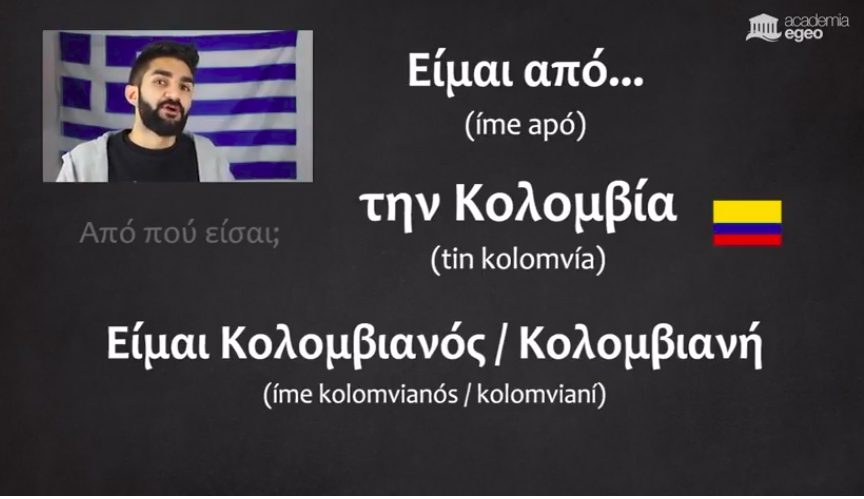 academia
egeo
Είμαι από...
(íme apó)
την Κολομβία
Από πού είσαι;
(tin kolomvía)
Είμαι Κολομβιανός / Κολομβιανή
(íme kolomvianós / kolomvianí)